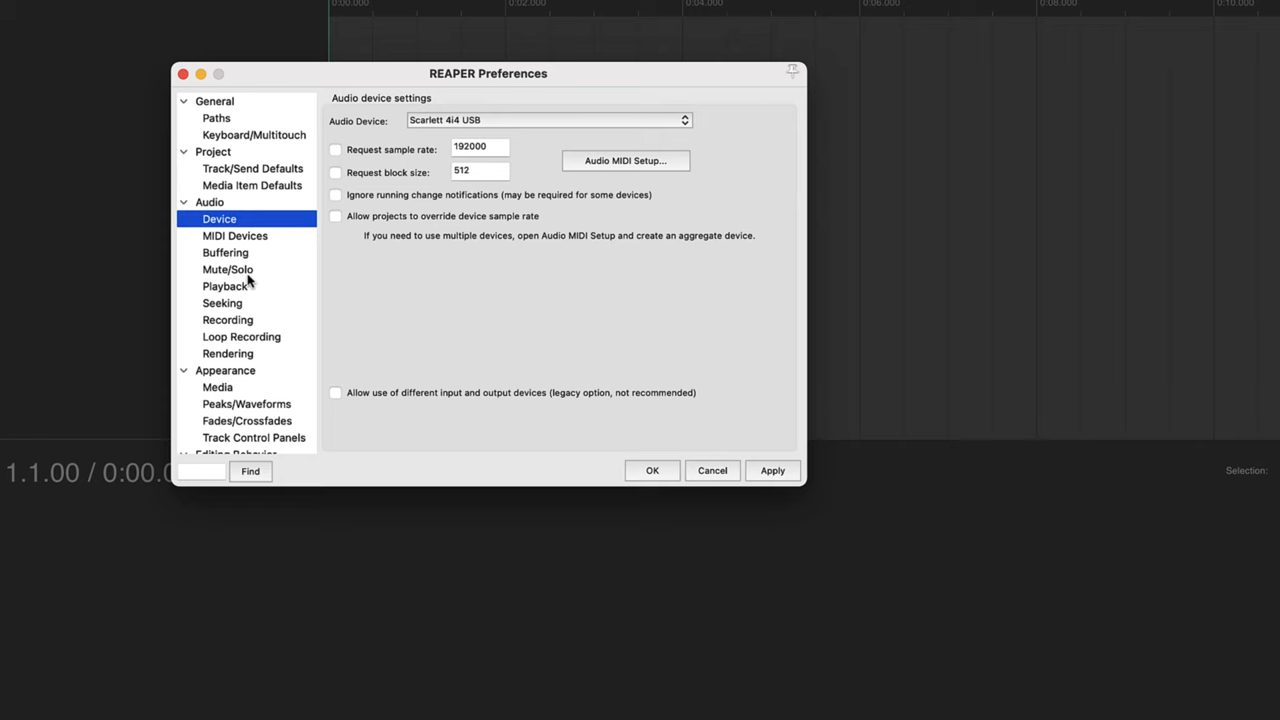 0:00.000 0:02.000 0:04.000 0:06.000 0:08.000 0:10.000
REAPER Preferences
General
Paths
Keyboard/Multitouch
Project
Track/Send Defaults
Media Item Defaults
Audio
Device
MIDI Devices
Buffering
Mute/Solo
Playback
Seeking
Recording
Loop Recording
Rendering
Appearance
Media
Peaks/Waveforms
Fades/Crossfades
Track Control Panels
Editing Behavior
Find
Audio device settings
Audio Device: Scarlett 4i4 USB
Request sample rate: 192000
Audio MIDI Setup...
Request block size: 512
Ignore running change notifications (may be required for some devices)
Allow projects to override device sample rate
If you need to use multiple devices, open Audio MIDI Setup and create an aggregate device.
Allow use of different input and output devices (legacy option, not recommended)
OK Cancel Apply
1.1.00 / 0:00.0
Selection: